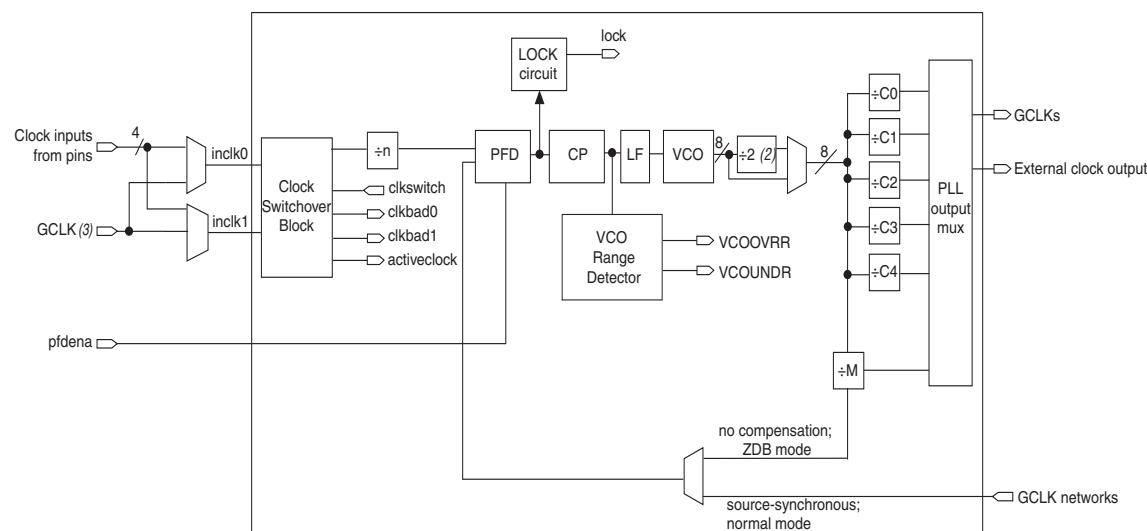 lock
LOCK
circuit
÷C0
GCLKs
Clock inputs
from pins
4
inclk0
÷n
PFD
CP
LF
VCO
8
÷2 (2)
8
÷C1
External clock output
Clock
Switchover
Block
clkswitch
÷C2
PLL
output
mux
GCLK (3)
inclk1
clkbad0
clkbad1
activeclock
VCO
Range
Detector
VCOOVRR
VCOUNDR
÷C3
÷C4
pfdena
÷M
no compensation;
ZDB mode
source-synchronous;
normal mode
GCLK networks